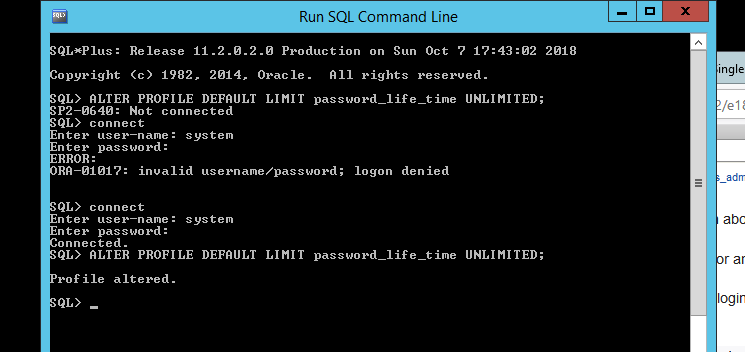 Run SQL Command Line
SQL>
SQL*Plus: Release 11.2.0.2.0 Production on Sun Oct 7 17:43:02 2018
Copyright (c) 1982, 2014, Oracle.  All rights reserved.
SQL> ALTER PROFILE DEFAULT LIMIT password_life_time UNLIMITED;
SP2-0640: Not connected
SQL> connect
Enter user-name: system
Enter password:
ERROR:
ORA-01017: invalid username/password; logon denied
SQL> connect
Enter user-name: system
Enter password:
Connected.
SQL> ALTER PROFILE DEFAULT LIMIT password_life_time UNLIMITED;
Profile altered.
SQL> _
Single
2/e18
s_adm
n abo
or an
login